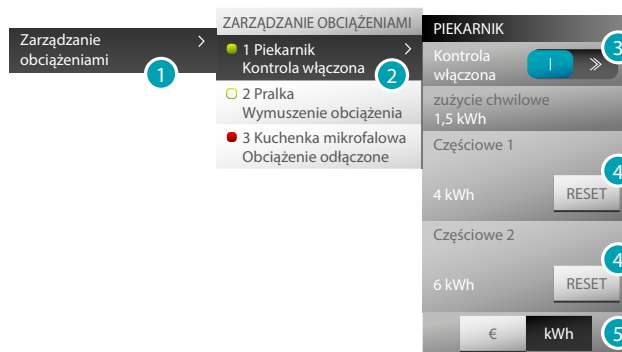 Zarządzanie
obciążeniami
1
ZARZĄDZANIE OBCIĄŻENIAMI
1 Piekarnik
Kontrola włączona
2
2 Pralka
Wymuszenie obciążenia
3 Kuchenka mikrofalowa
Obciążenie odłączone
PIEKARNIK
Kontrola
włączona
3
zużycie chwilowe
1,5 kWh
Częściowe 1
4
4 kWh
RESET
Częściowe 2
4
6 kWh
RESET
€
kWh
5